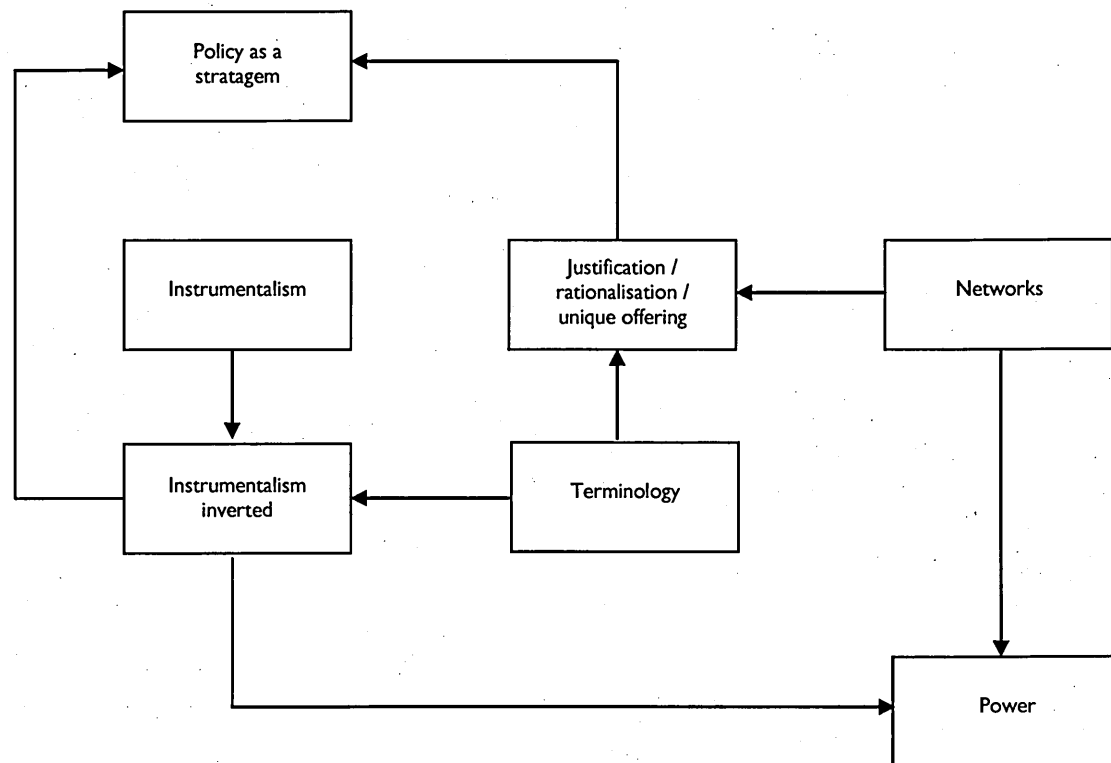 Policy as a
stratagem
Instrumentalism
Justification /
rationalisation /
unique offering
Networks
Instrumentalism
inverted
Terminology
Power